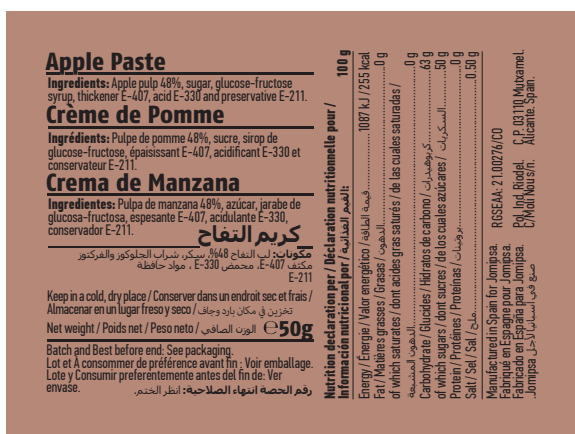 Apple Paste
Ingredients: Apple pulp 48%, sugar, glucose-fructose
syrup, thickener E-407, acid E-330 and preservative E-211.
Crème de Pomme
Ingrédients: Pulpe de pomme 48%, sucre, sirop de
glucose-fructose, épaisissant E-407, acidificant E-330 et
conservateur E-211.
Crema de Manzana
Ingredientes: Pulpa de manzana 48%, azúcar, jarabe de
glucosa-fructosa, espesante E-407, acidulante E-330,
conservador E-211.
كريم التفاح
مكونات: لب التفاح 48%، سكر، شراب الجلوكوز والفركتوز
مكثف E-407، محمض E-330 ، مواد حافظة
E-211
Keep in a cold, dry place / Conserver dans un endroit sec et frais /
Almacenar en un lugar fresco y seco / تخزين في مكان بارد وجاف
Net weight / Poids net / Peso neto / الوزن الصافي ℮50g
Batch and Best before end: See packaging.
Lot et À consommer de préférence avant fin : Voir emballage.
Lote y Consumir preferentemente antes del fin de: Ver
envase. رقم الحصة انتهاء الصلاحية: انظر الختم.
Nutrition declaration per / Déclaration nutritionnelle pour /
Información nutricional por / القيم الغذائية: 100 g
Energy / Énergie / Valor energético / قيمة الطاقة 1087 kJ / 255 kcal
Fat / Matières grasses / Grasas / الدهون 0 g
of which saturates / dont acides gras saturés / de las cuales saturadas /
الدهون المشبعة 0 g
Carbohydrate / Glucides / Hidratos de carbono / كربوهيدرات 63 g
of which sugars / dont sucres / de los cuales azúcares / السكريات 50 g
Protein / Protéines / Proteínas / بروتينات 0 g
Salt / Sel / Sal / ملح 0.50 g
Manufactured in Spain for Jomipsa. RGSEAA: 21.00276/CD
Fabriqué en Espagne pour Jomipsa.
Fabricado en España para Jomipsa. Pol. Ind. Riodel C.P. 03110 Mutxamel.
Jomipsa صنع في اسبانيا لأجل C/Molí Nou s/n. Alicante. Spain.